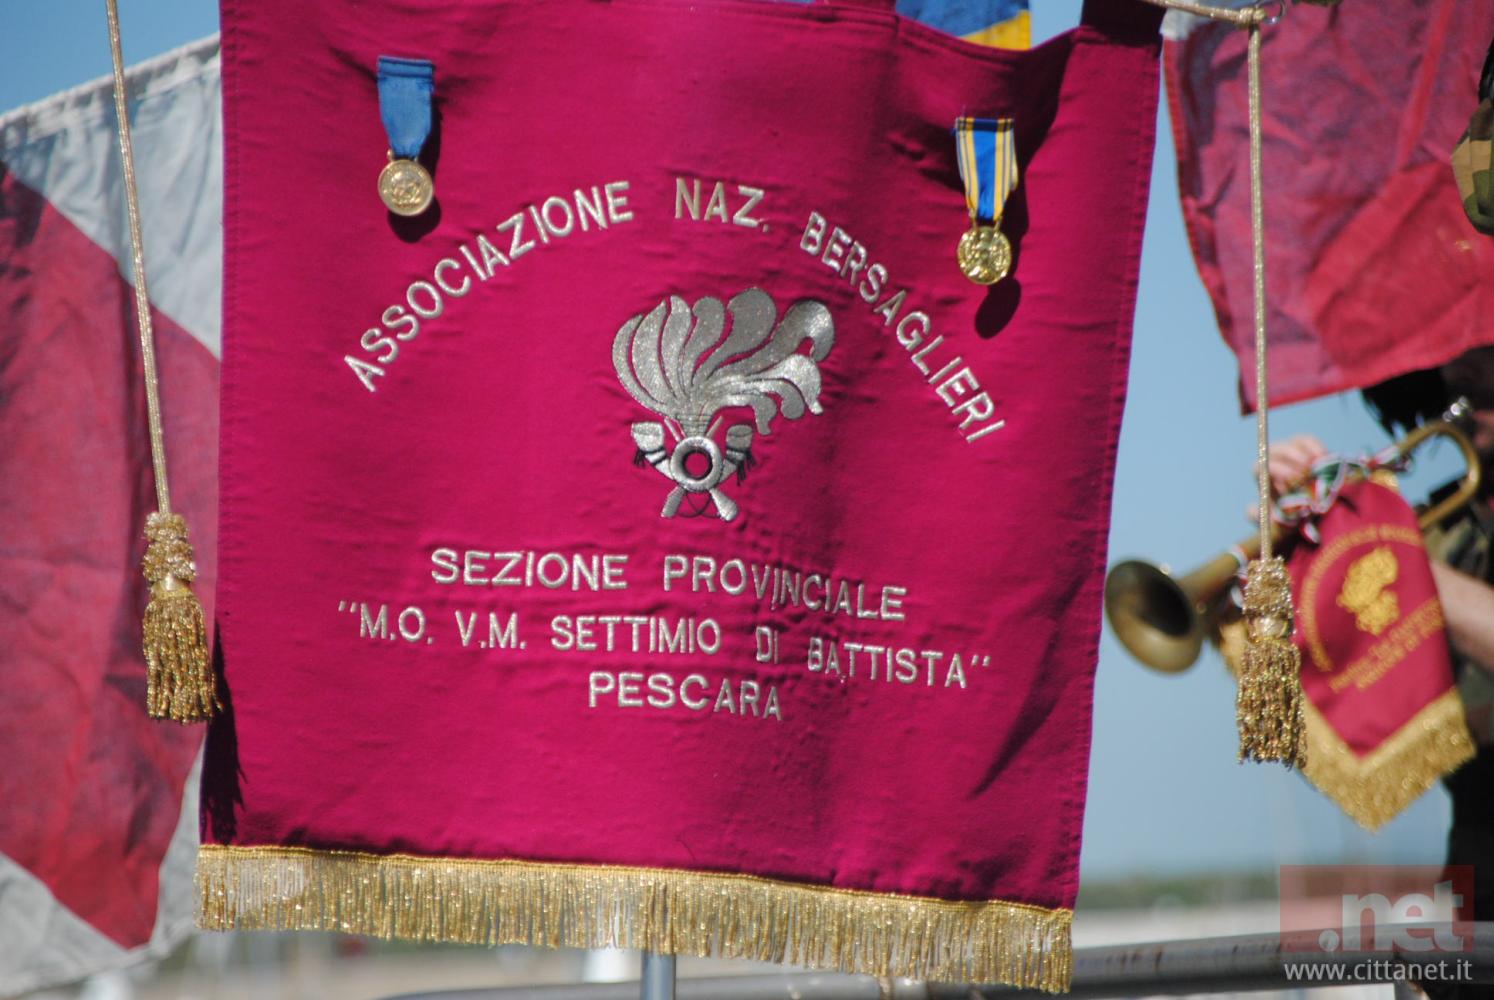 ASSOCIAZIONE NAZ. BERSAGLIERI
SEZIONE PROVINCIALE
"M.O. V.M. SETTIMIO DI BATTISTA"
PESCARA
.net
www.cittanet.it